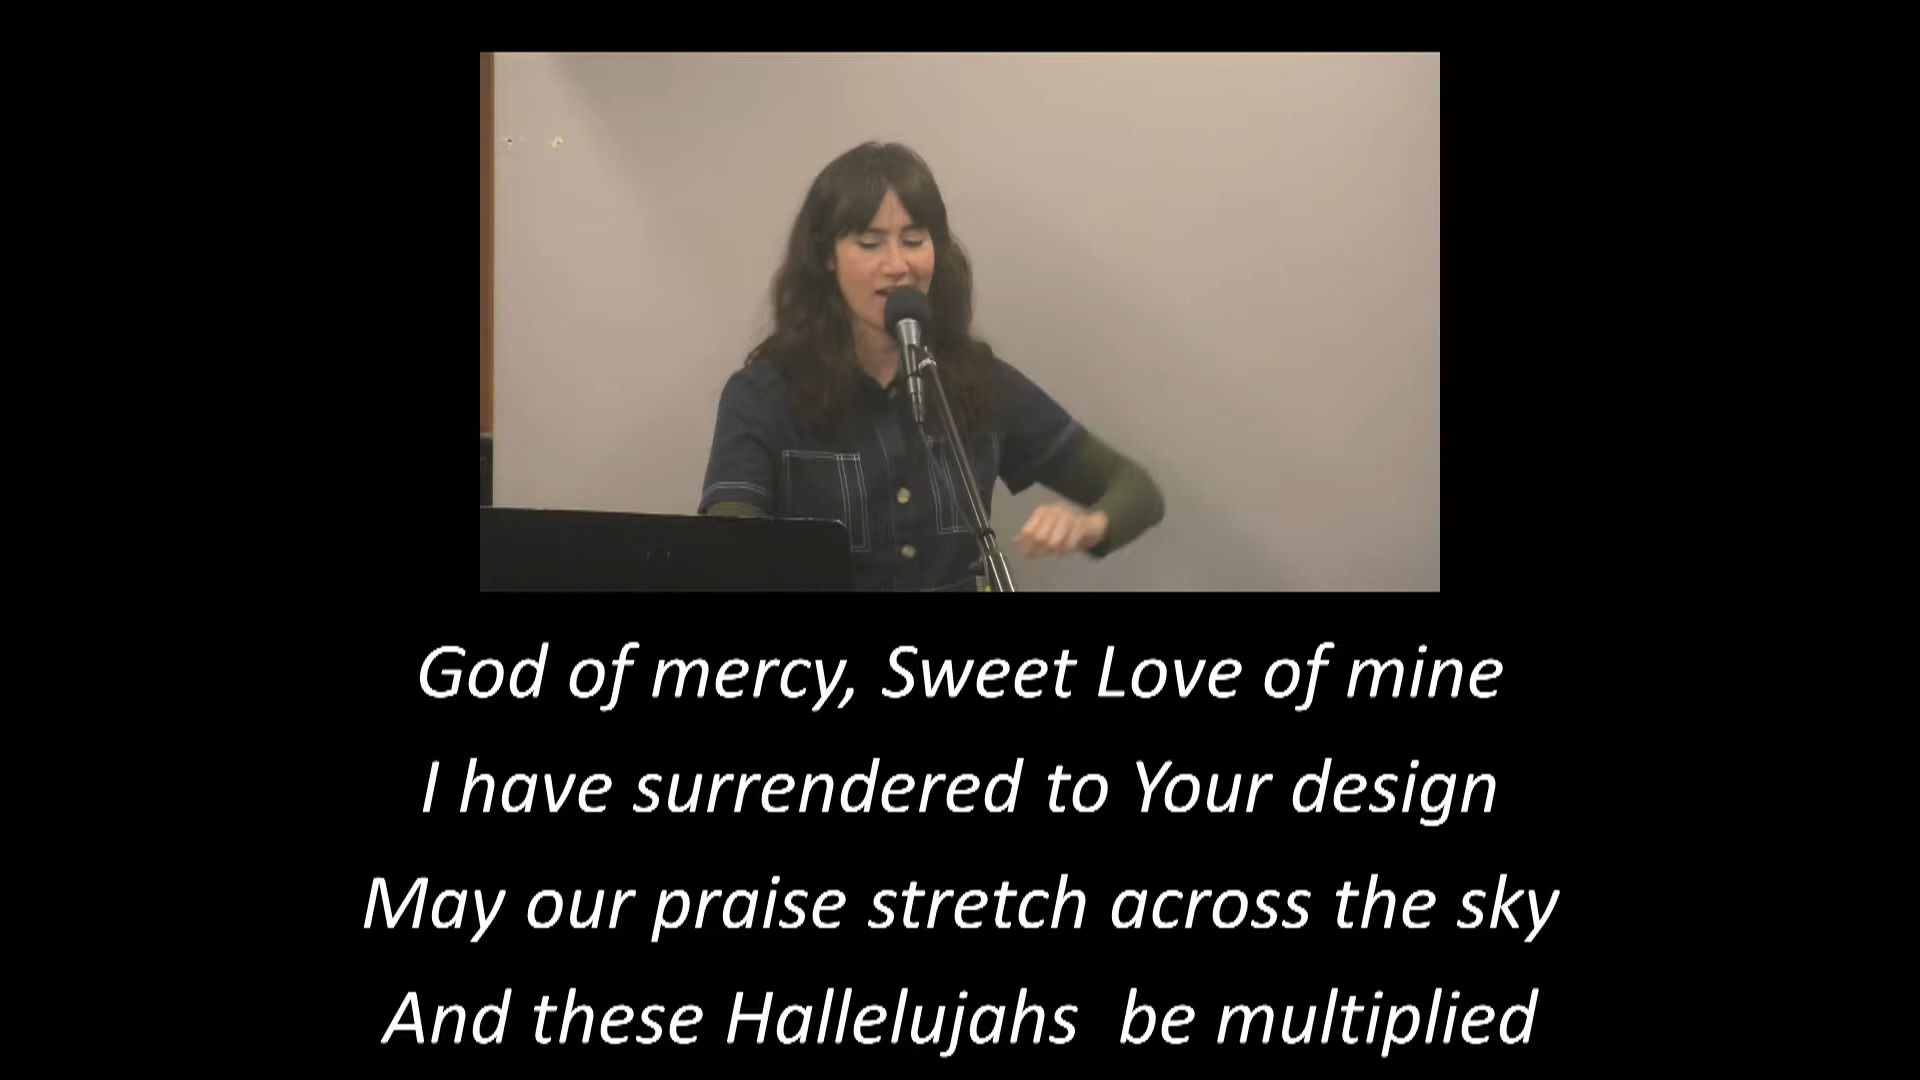 God of mercy, Sweet Love of mine
I have surrendered to Your design
May our praise stretch across the sky
And these Hallelujahs  be multiplied